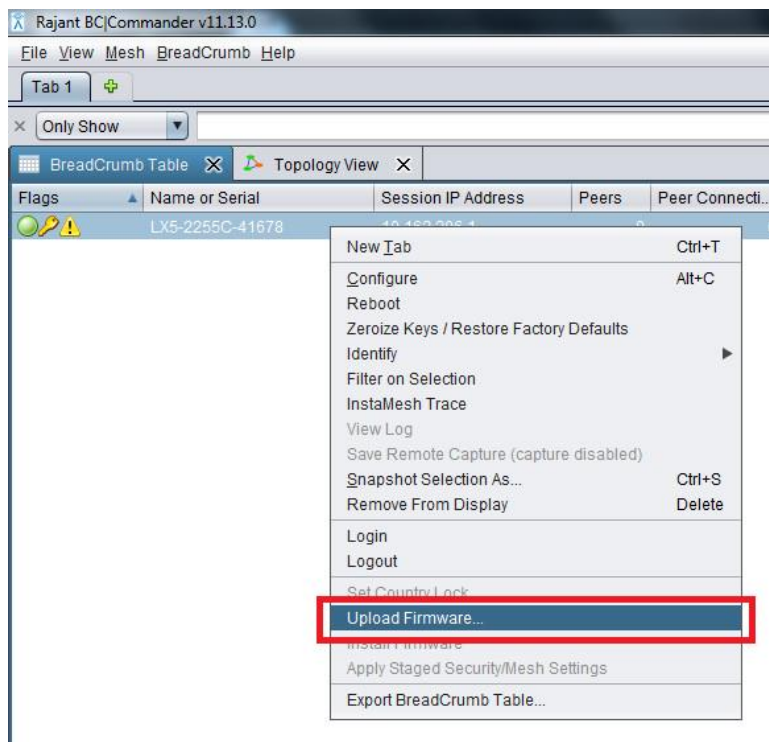 Rajant BC|Commander v11.13.0
File View Mesh BreadCrumb Help
Tab 1
Only Show
BreadCrumb Table Topology View
Flags Name or Serial Session IP Address Peers Peer Connecti...
LX5-2255C-41678
New Tab Ctrl+T
Configure Alt+C
Reboot
Zeroize Keys / Restore Factory Defaults
Identify
Filter on Selection
InstaMesh Trace
View Log
Save Remote Capture (capture disabled)
Snapshot Selection As... Ctrl+S
Remove From Display Delete
Login
Logout
Set Country Lock
Upload Firmware...
Install Firmware
Apply Staged Security/Mesh Settings
Export BreadCrumb Table...